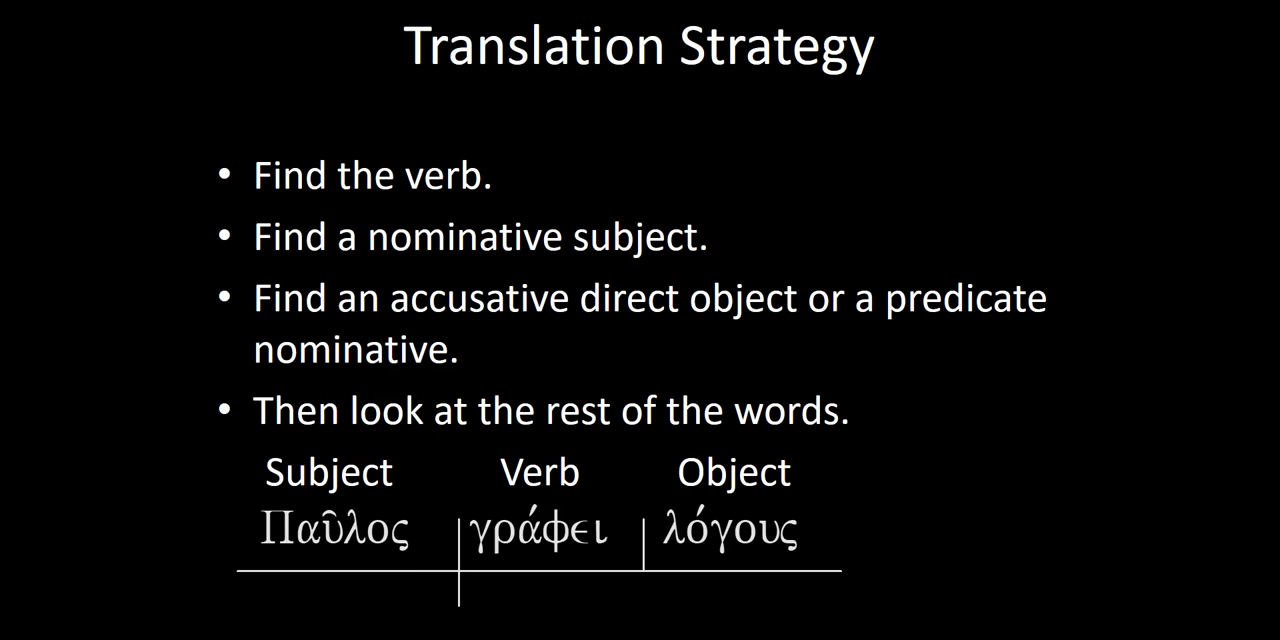 Translation Strategy
• Find the verb.
• Find a nominative subject.
• Find an accusative direct object or a predicate
nominative.
• Then look at the rest of the words.
Subject Verb Object
Παῦλος γράφει λόγους